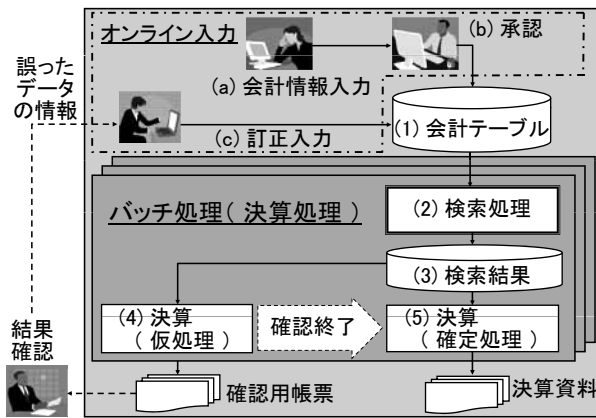 オンライン入力
(b) 承認
誤った
データ
の情報
(a) 会計情報入力
(c) 訂正入力
(1) 会計テーブル
バッチ処理( 決算処理 )
(2) 検索処理
(3) 検索結果
(4) 決算
( 仮処理 )
確認終了
(5) 決算
( 確定処理 )
結果
確認
確認用帳票
決算資料